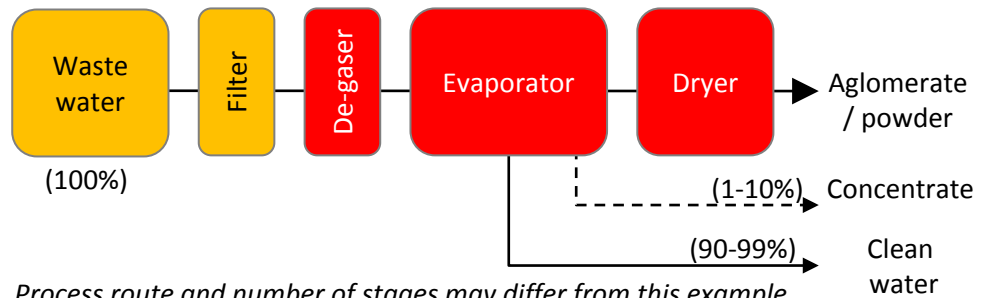 Waste
water
Filter
De-gaser
Evaporator
Dryer
Aglomerate
/ powder
(100%)
(1-10%)
Concentrate
(90-99%)
Clean
water
Process route and number of stages may differ from this example